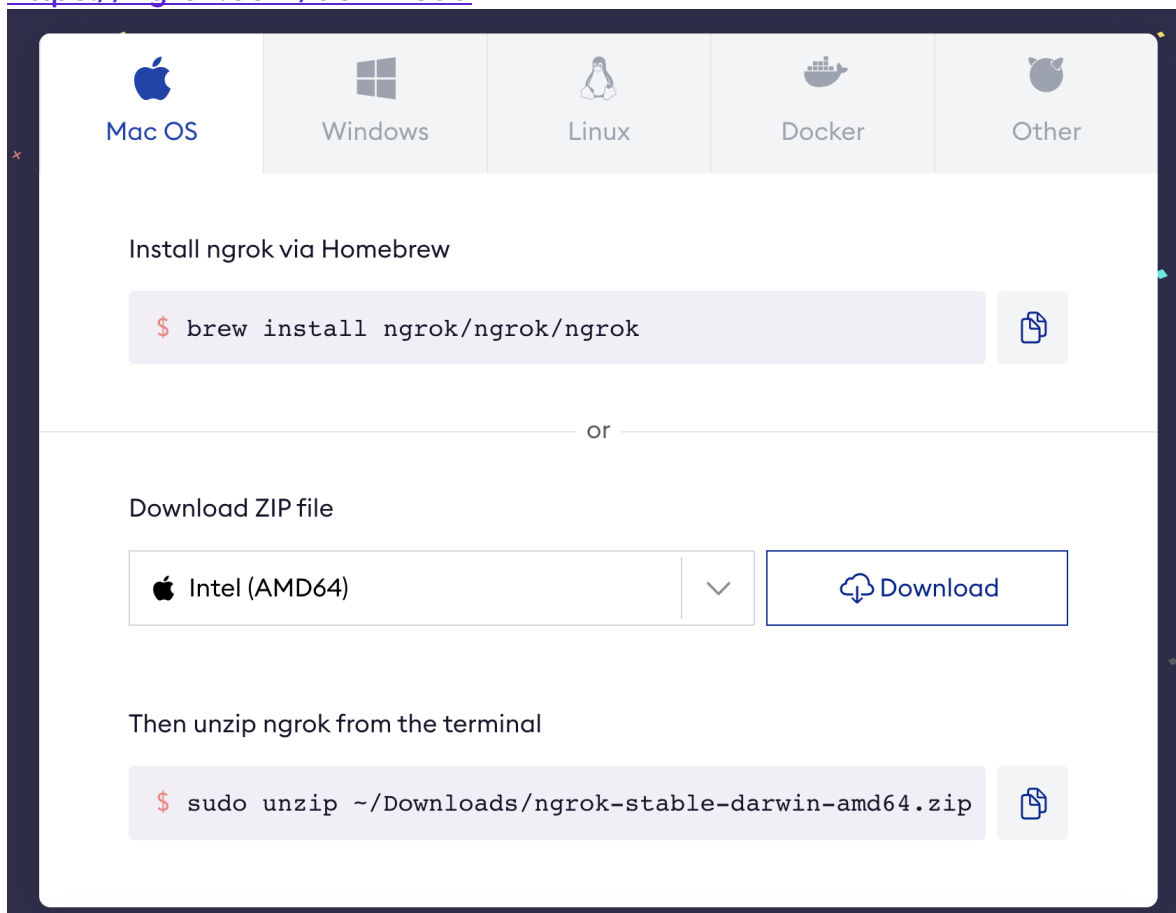 Mac OS
Windows
Linux
Docker
Other
Install ngrok via Homebrew
$ brew install ngrok/ngrok/ngrok
or
Download ZIP file
Intel (AMD64)
Download
Then unzip ngrok from the terminal
$ sudo unzip ~/Downloads/ngrok-stable-darwin-amd64.zip